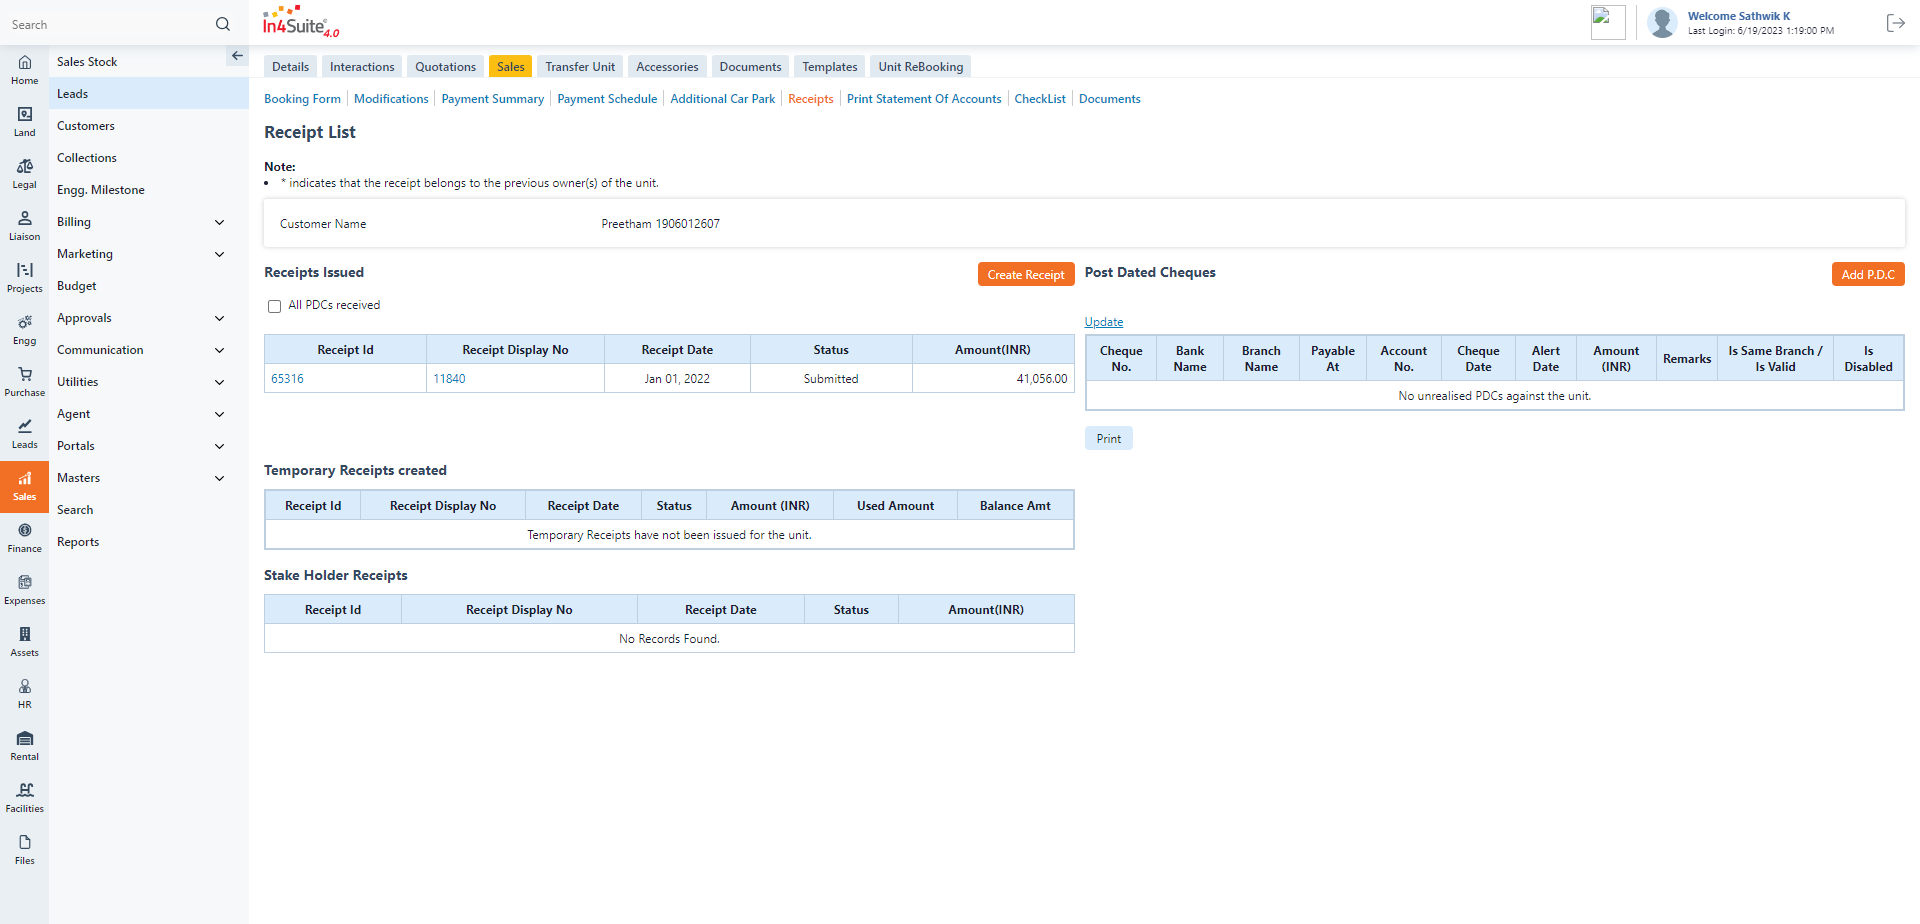 Search
In4Suite® 4.0
Welcome Sathwik K
Last Login: 6/19/2023 1:19:00 PM
Home
Land
Legal
Liaison
Projects
Engg
Purchase
Leads
Sales
Finance
Expenses
Assets
HR
Rental
Facilities
Files
Sales Stock
Leads
Customers
Collections
Engg. Milestone
Billing
Marketing
Budget
Approvals
Communication
Utilities
Agent
Portals
Masters
Search
Reports
Details Interactions Quotations Sales Transfer Unit Accessories Documents Templates Unit ReBooking
Booking Form Modifications Payment Summary Payment Schedule Additional Car Park Receipts Print Statement Of Accounts CheckList Documents
Receipt List
Note:
• * indicates that the receipt belongs to the previous owner(s) of the unit.
Customer Name Preetham 1906012607
Receipts Issued Create Receipt
All PDCs received
Receipt Id Receipt Display No Receipt Date Status Amount(INR)
65316 11840 Jan 01, 2022 Submitted 41,056.00
Post Dated Cheques Add P.D.C
Update
Cheque No. Bank Name Branch Name Payable At Account No. Cheque Date Alert Date Amount (INR) Remarks Is Same Branch / Is Valid Is Disabled
No unrealised PDCs against the unit.
Print
Temporary Receipts created
Receipt Id Receipt Display No Receipt Date Status Amount (INR) Used Amount Balance Amt
Temporary Receipts have not been issued for the unit.
Stake Holder Receipts
Receipt Id Receipt Display No Receipt Date Status Amount(INR)
No Records Found.